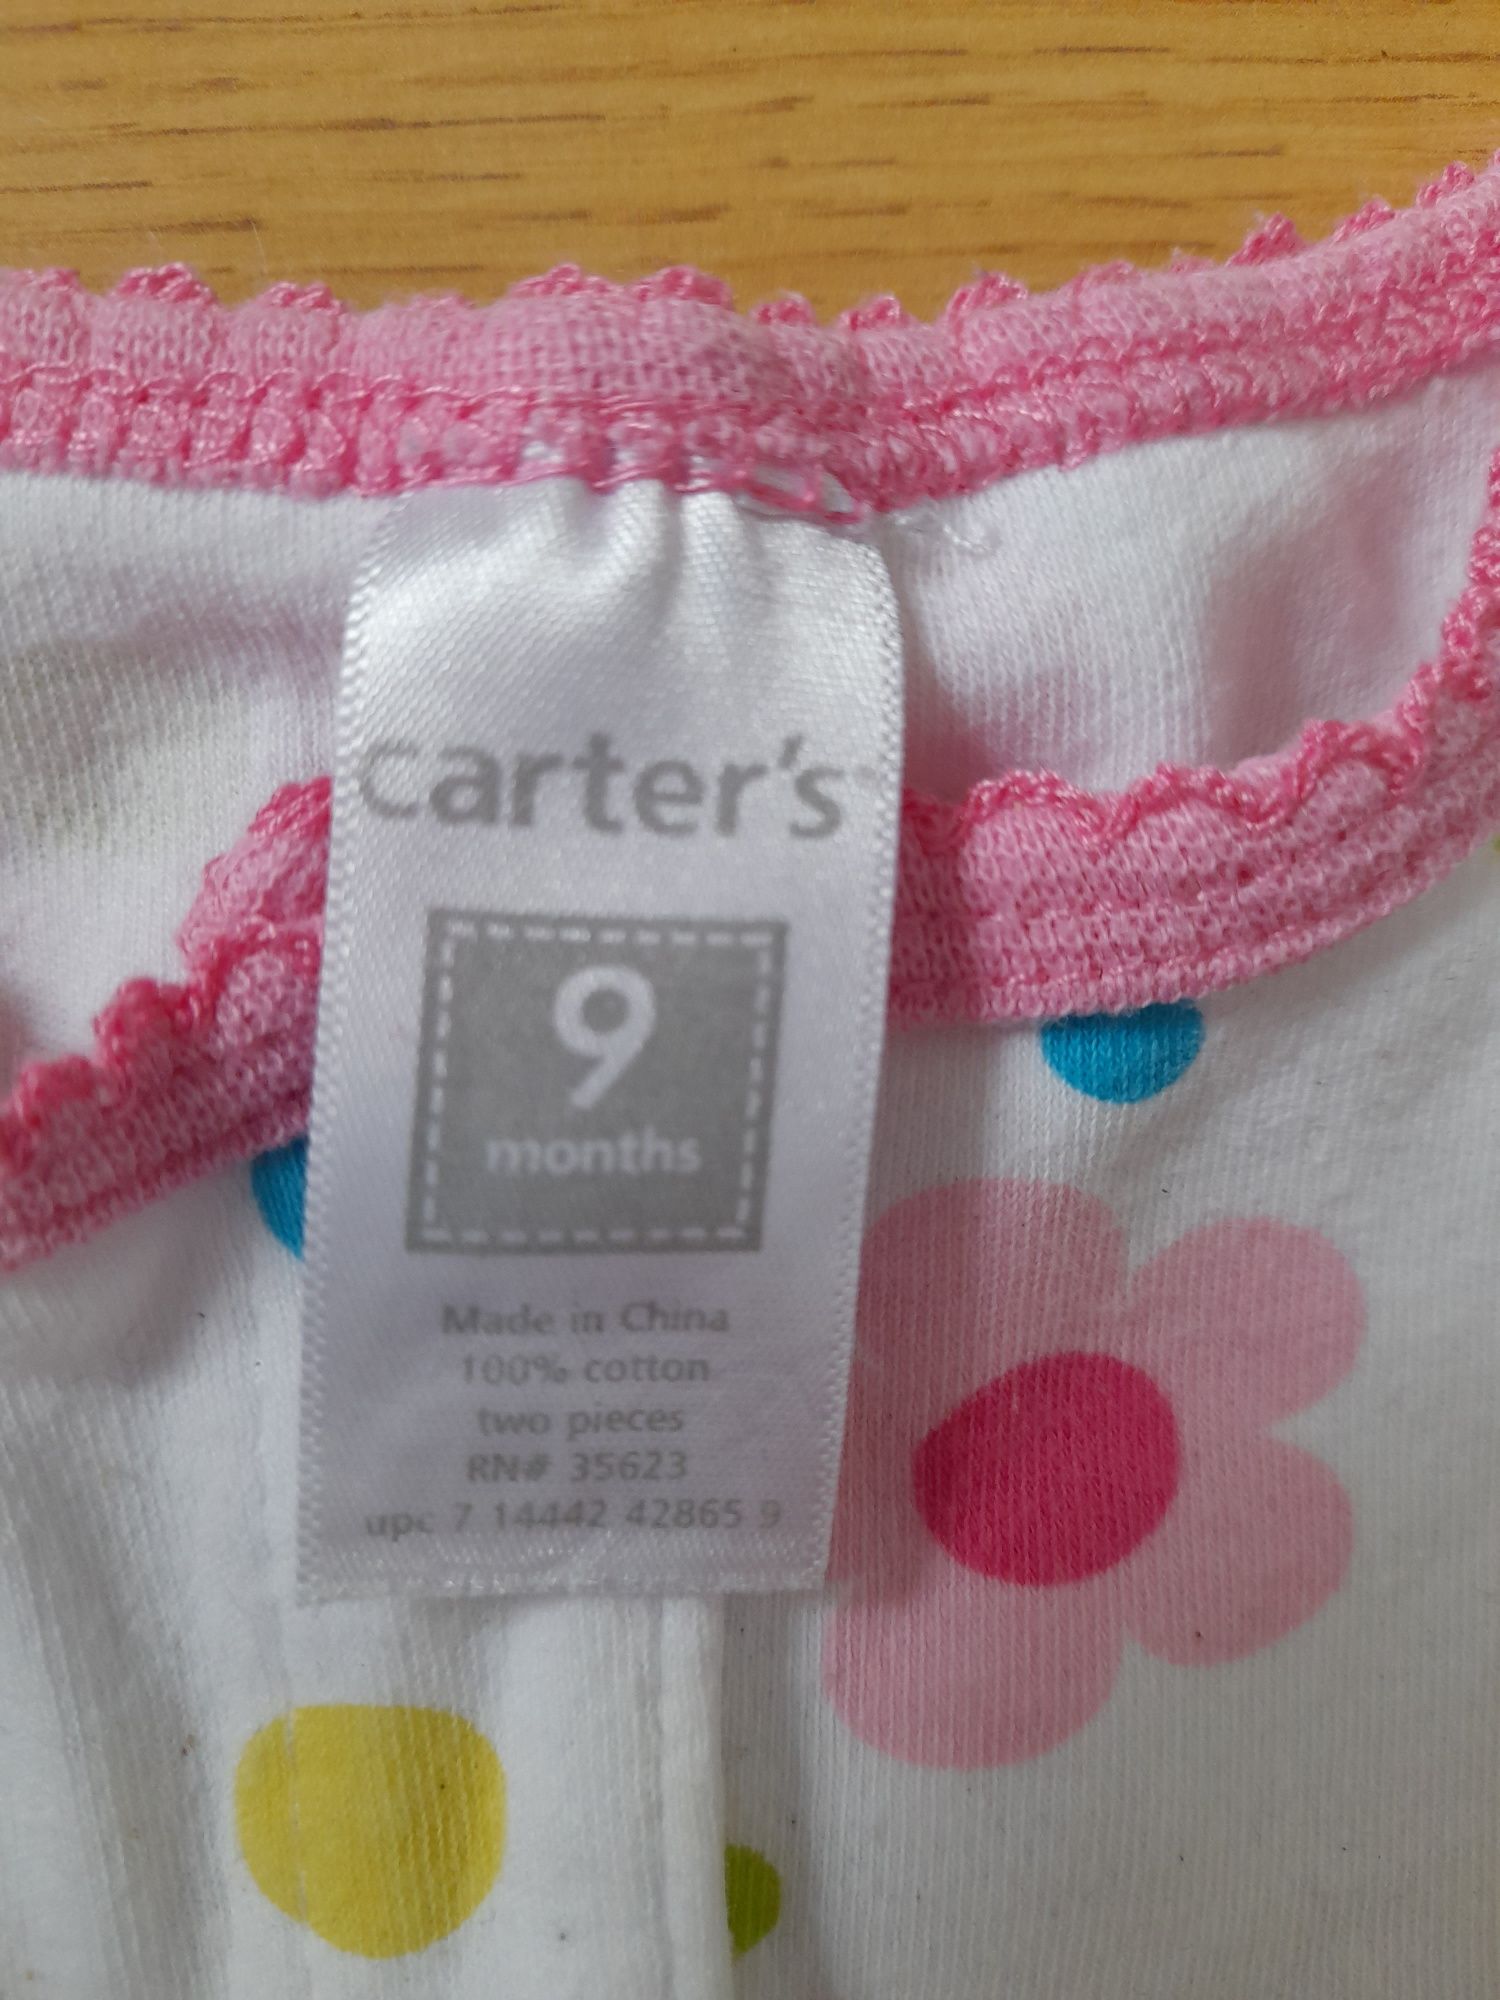 carter's
9
months
Made in China
100% cotton
two pieces
RN# 35623
upc 7 14442 42865 9